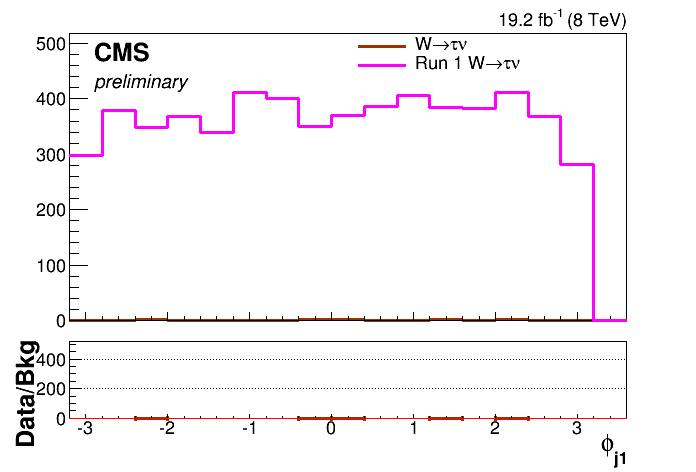 19.2 fb-1 (8 TeV)
CMS
preliminary
W→τν
Run 1 W→τν
500
400
300
200
100
0
Data/Bkg
400
200
0
-3 -2 -1 0 1 2 3
ϕj1